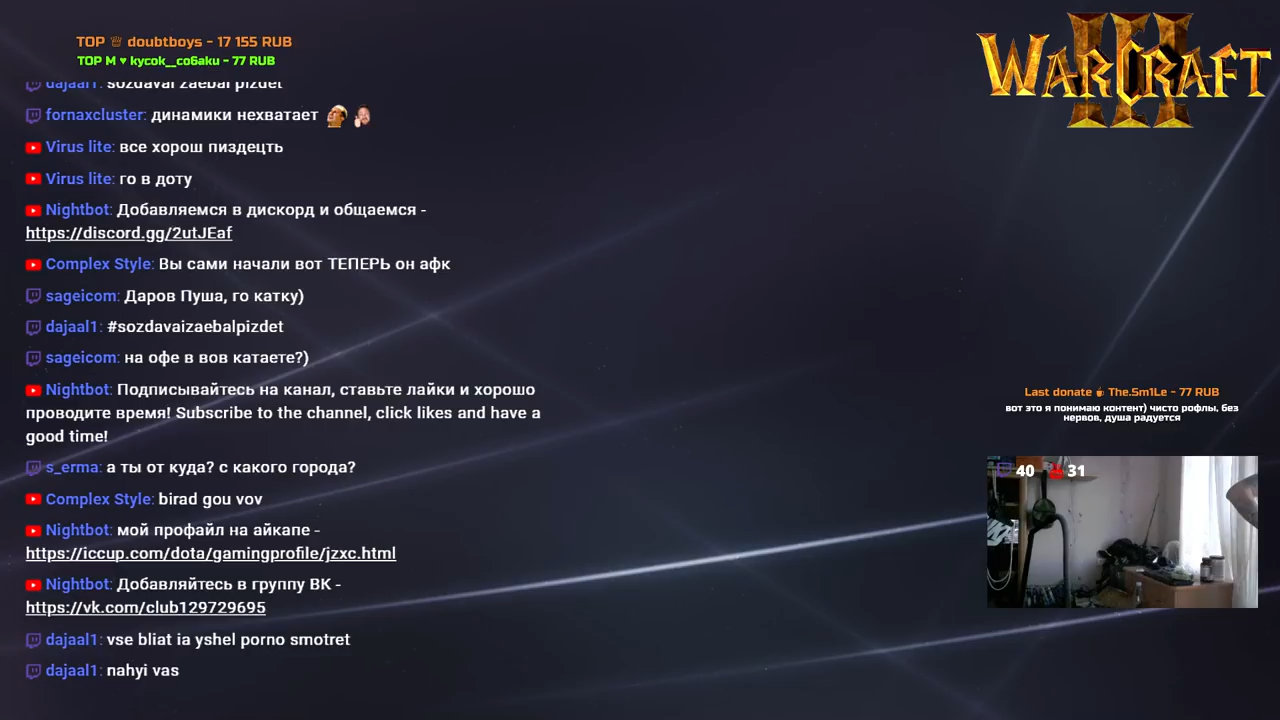 TOP ♕ doubtboys - 17 155 RUB
TOP M ♥ kycok__co6aku - 77 RUB
dajaal1: sozdavai zaebal pizdet
fornaxcluster: динамики нехватает
Virus lite: все хорош пиздецть
Virus lite: го в доту
Nightbot: Добавляемся в дискорд и общаемся -
https://discord.gg/2utJEaf
Complex Style: Вы сами начали вот ТЕПЕРЬ он афк
sageicom: Даров Пуша, го катку)
dajaal1: #sozdavaizaebalpizdet
sageicom: на офе в вов катаете?)
Nightbot: Подписывайтесь на канал, ставьте лайки и хорошо
проводите время! Subscribe to the channel, click likes and have a
good time!
s_erma: а ты от куда? с какого города?
Complex Style: birad gou vov
Nightbot: мой профайл на айкапе -
https://iccup.com/dota/gamingprofile/jzxc.html
Nightbot: Добавляйтесь в группу ВК -
https://vk.com/club129729695
dajaal1: vse bliat ia yshel porno smotret
dajaal1: nahyi vas
WARCRAFT
III
Last donate The.5m1Le - 77 RUB
вот это я понимаю контент) чисто рофлы, без
нервов, душа радуется
40 31